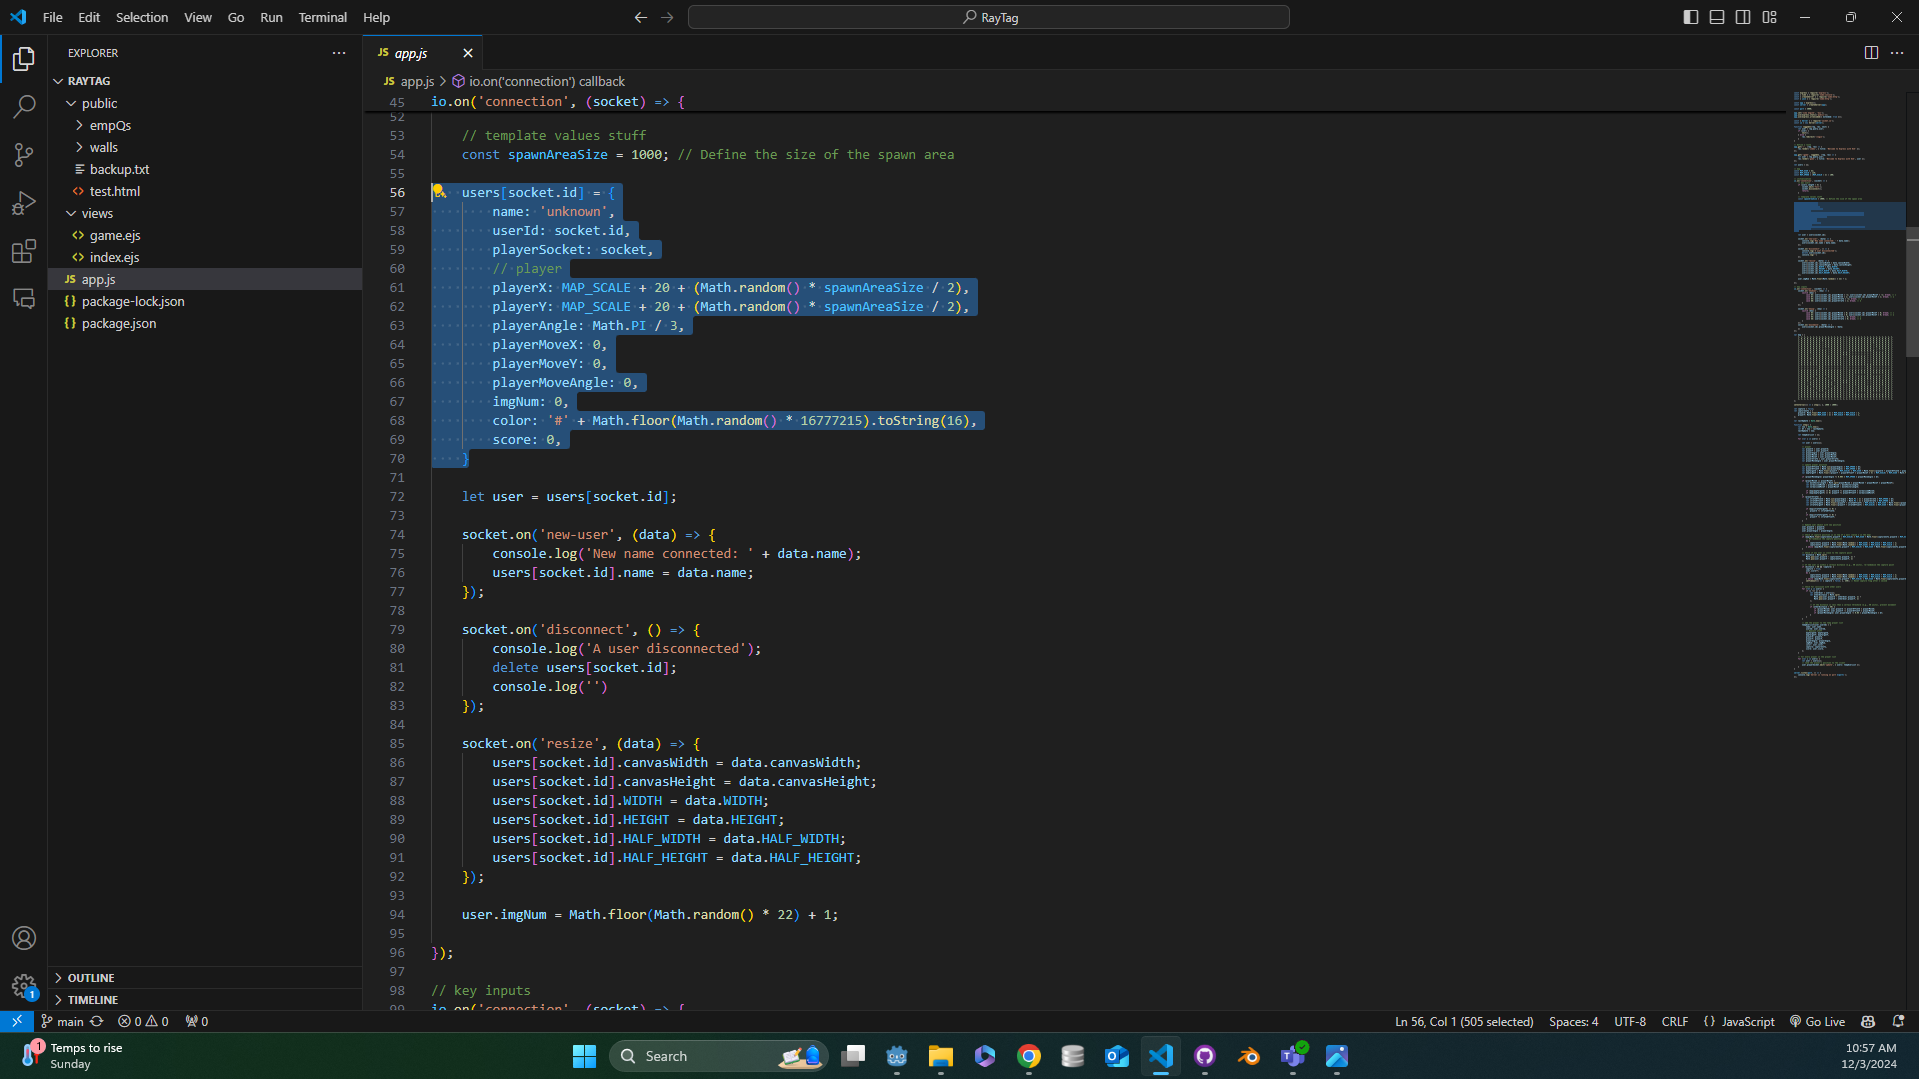 File Edit Selection View Go Run Terminal Help
RayTag
EXPLORER
JS app.js
RAYTAG
JS app.js > io.on('connection') callback
public
empQs
walls
backup.txt
test.html
views
game.ejs
index.ejs
JS app.js
{} package-lock.json
{} package.json
OUTLINE
TIMELINE
45 io.on('connection', (socket) => {
52
53 // template values stuff
54 const spawnAreaSize = 1000; // Define the size of the spawn area
55
56 users[socket.id] = {
57 name: 'unknown',
58 userId: socket.id,
59 playerSocket: socket,
60 // player
61 playerX: MAP_SCALE + 20 + (Math.random() * spawnAreaSize / 2),
62 playerY: MAP_SCALE + 20 + (Math.random() * spawnAreaSize / 2),
63 playerAngle: Math.PI / 3,
64 playerMoveX: 0,
65 playerMoveY: 0,
66 playerMoveAngle: 0,
67 imgNum: 0,
68 color: '#' + Math.floor(Math.random() * 16777215).toString(16),
69 score: 0,
70 }
71
72 let user = users[socket.id];
73
74 socket.on('new-user', (data) => {
75 console.log('New name connected: ' + data.name);
76 users[socket.id].name = data.name;
77 });
78
79 socket.on('disconnect', () => {
80 console.log('A user disconnected');
81 delete users[socket.id];
82 console.log('')
83 });
84
85 socket.on('resize', (data) => {
86 users[socket.id].canvasWidth = data.canvasWidth;
87 users[socket.id].canvasHeight = data.canvasHeight;
88 users[socket.id].WIDTH = data.WIDTH;
89 users[socket.id].HEIGHT = data.HEIGHT;
90 users[socket.id].HALF_WIDTH = data.HALF_WIDTH;
91 users[socket.id].HALF_HEIGHT = data.HALF_HEIGHT;
92 });
93
94 user.imgNum = Math.floor(Math.random() * 22) + 1;
95
96 });
97
98 // key inputs
99 io.on('connection', (socket) => {
1
main 0 0 0
Ln 56, Col 1 (505 selected) Spaces: 4 UTF-8 CRLF {} JavaScript Go Live
1 Temps to rise
Sunday
Search
10:57 AM
12/3/2024